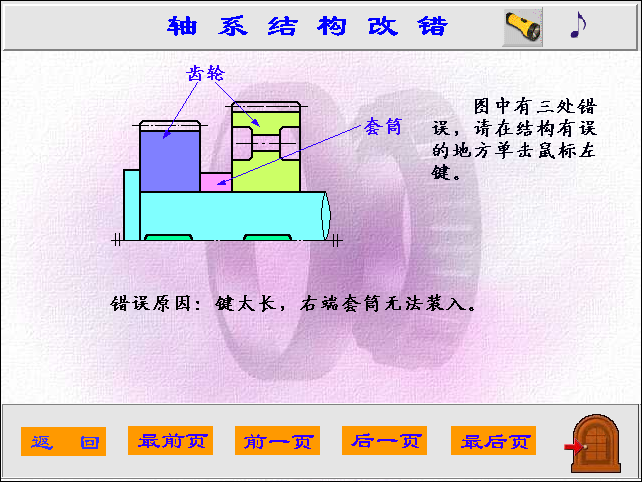 轴系结构改错
齿轮
套筒
图中有三处错
误，请在结构有误
的地方单击鼠标左
键。
错误原因：键太长，右端套筒无法装入。
返 回
最前页
前一页
后一页
最后页